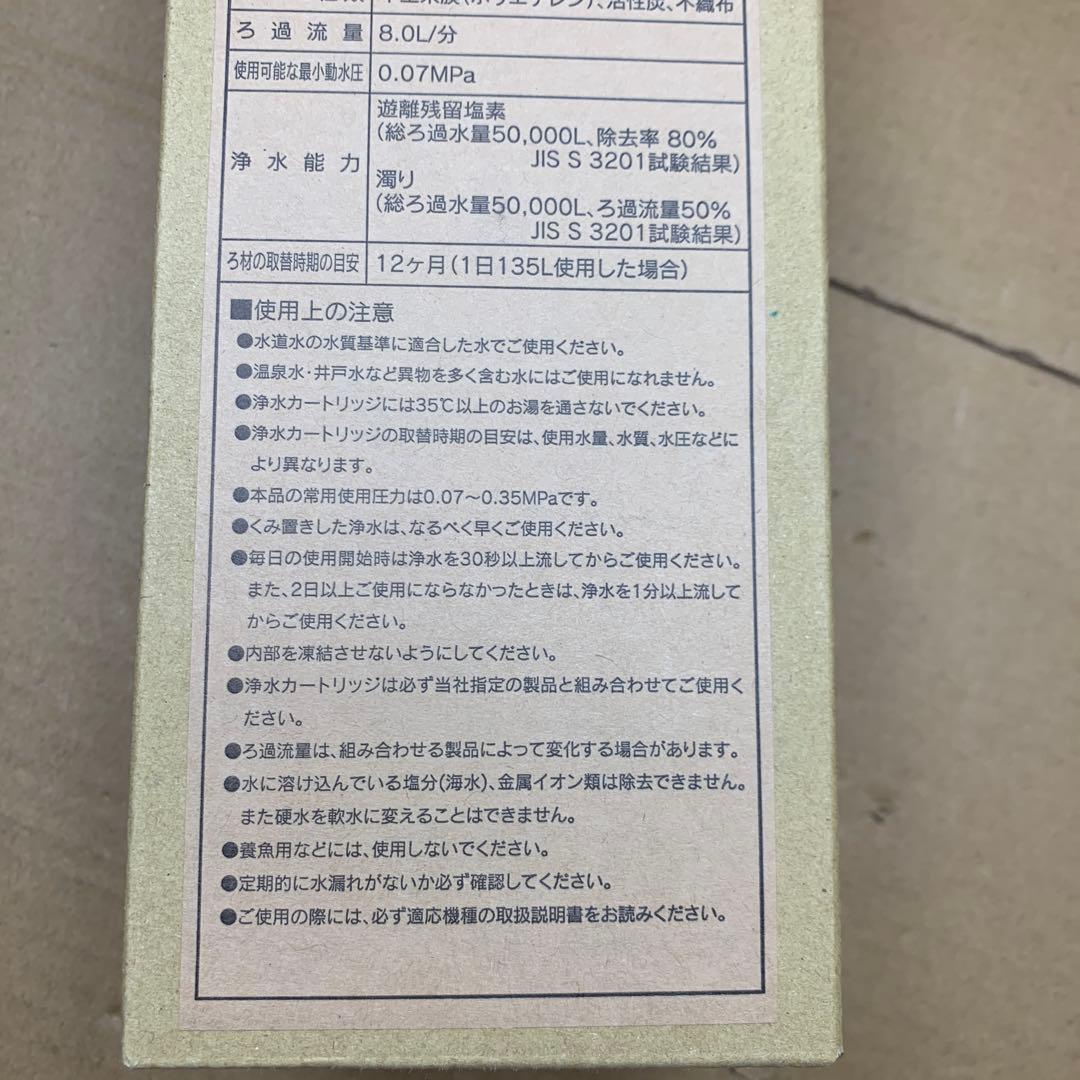 中空糸膜(ポリエチレン)、活性炭、不織布
ろ過流量 8.0L/分
使用可能な最小動水圧 0.07MPa
浄水能力
遊離残留塩素
(総ろ過水量50,000L、除去率 80%
JIS S 3201試験結果)
濁り
(総ろ過水量50,000L、ろ過流量50%
JIS S 3201試験結果)
ろ材の取替時期の目安 12ヶ月(1日135L使用した場合)
■使用上の注意
●水道水の水質基準に適合した水でご使用ください。
●温泉水・井戸水など異物を多く含む水にはご使用になれません。
●浄水カートリッジには35℃以上のお湯を通さないでください。
●浄水カートリッジの取替時期の目安は、使用水量、水質、水圧などに
より異なります。
●本品の常用使用圧力は0.07～0.35MPaです。
●くみ置きした浄水は、なるべく早くご使用ください。
●毎日の使用開始時は浄水を30秒以上流してからご使用ください。
また、2日以上ご使用にならなかったときは、浄水を1分以上流して
からご使用ください。
●内部を凍結させないようにしてください。
●浄水カートリッジは必ず当社指定の製品と組み合わせてご使用く
ださい。
●ろ過流量は、組み合わせる製品によって変化する場合があります。
●水に溶け込んでいる塩分(海水)、金属イオン類は除去できません。
また硬水を軟水に変えることはできません。
●養魚用などには、使用しないでください。
●定期的に水漏れがないか必ず確認してください。
●ご使用の際には、必ず適応機種の取扱説明書をお読みください。